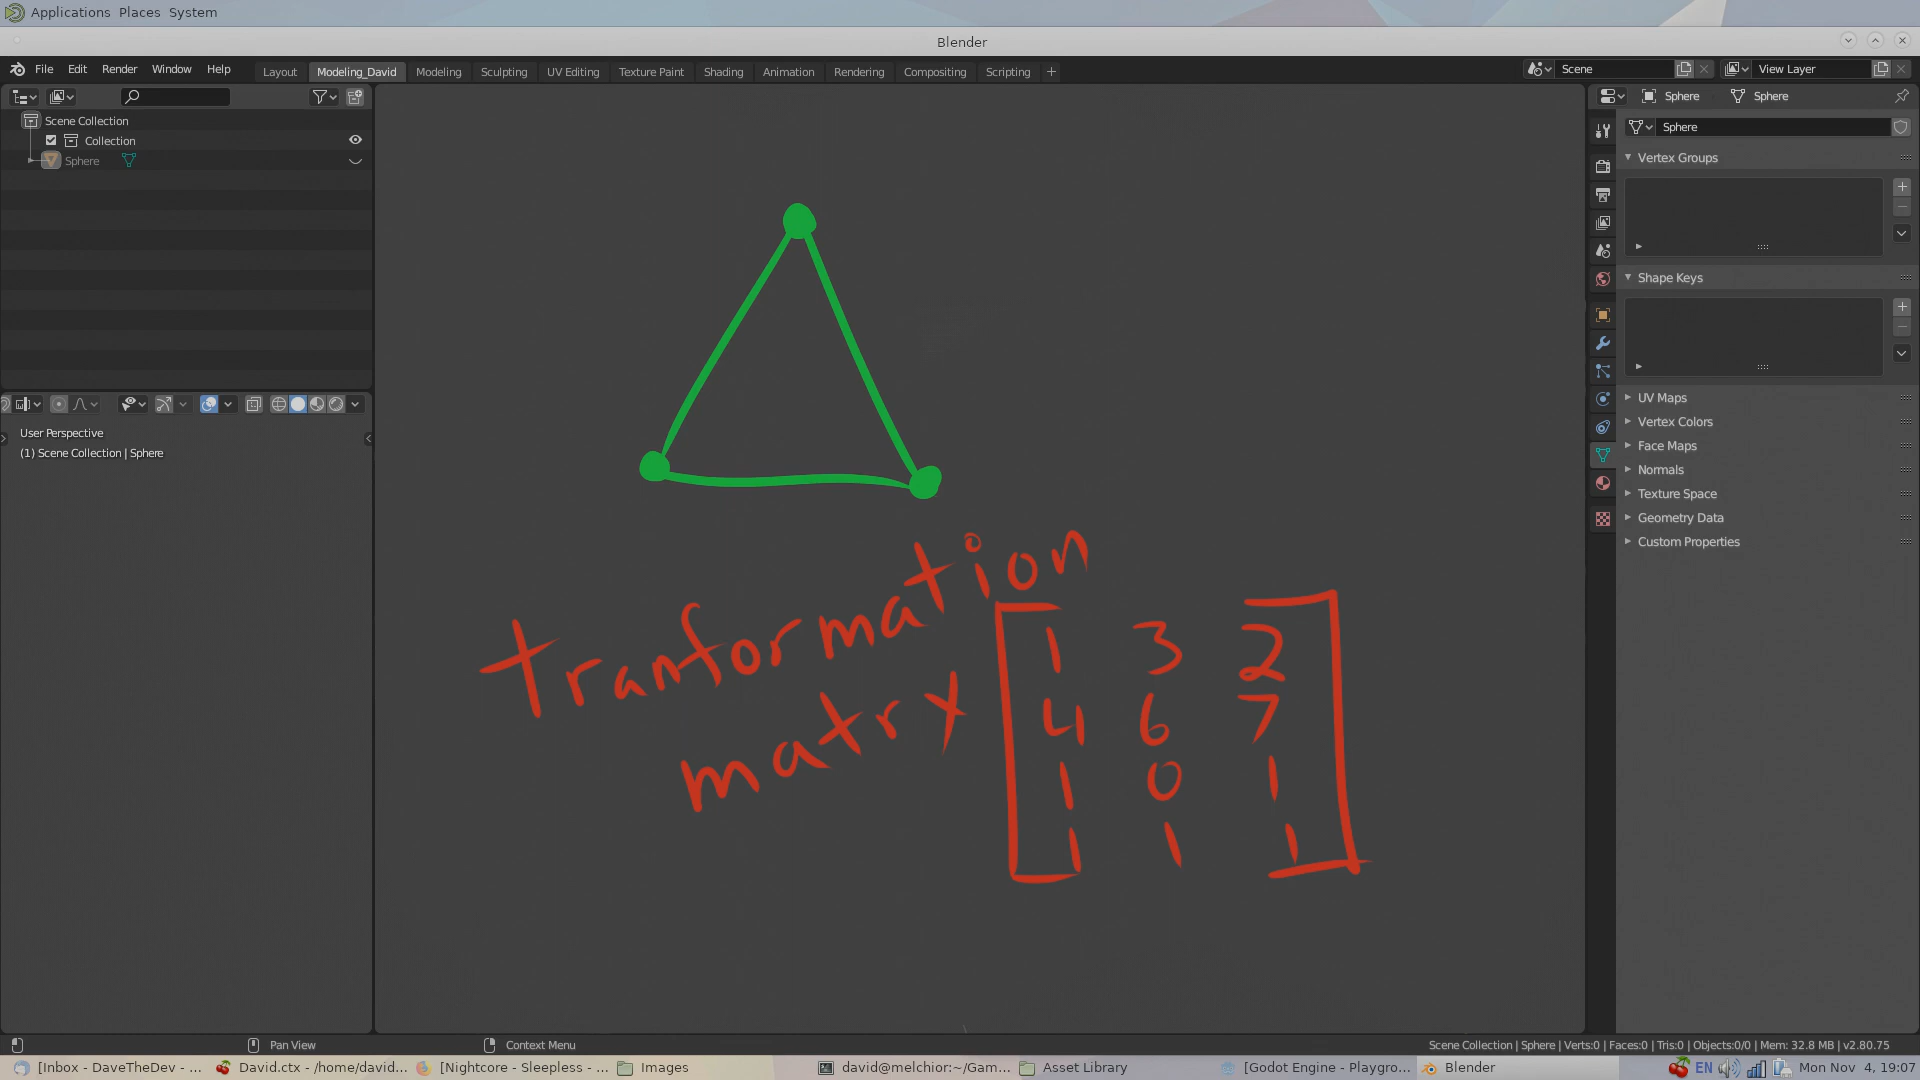 Applications Places System
Blender
File Edit Render Window Help Layout Modeling_David Modeling Sculpting UV Editing Texture Paint Shading Animation Rendering Compositing Scripting + Scene View Layer
Sphere Sphere
Scene Collection
Collection
Sphere
Sphere
Vertex Groups
Shape Keys
UV Maps
Vertex Colors
Face Maps
Normals
Texture Space
Geometry Data
Custom Properties
User Perspective
(1) Scene Collection | Sphere
tranformation
matrx
1 3 2
4 6 7
1 0 1
1 1 1
Pan View Context Menu Scene Collection | Sphere | Verts:0 | Faces:0 | Tris:0 | Objects:0/0 | Mem: 32.8 MB | v2.80.75
[Inbox - DaveTheDev - ... David.ctx - /home/david... [Nightcore - Sleepless - ... Images david@melchior:~/Gam... Asset Library [Godot Engine - Playgro... Blender EN Mon Nov 4, 19:07